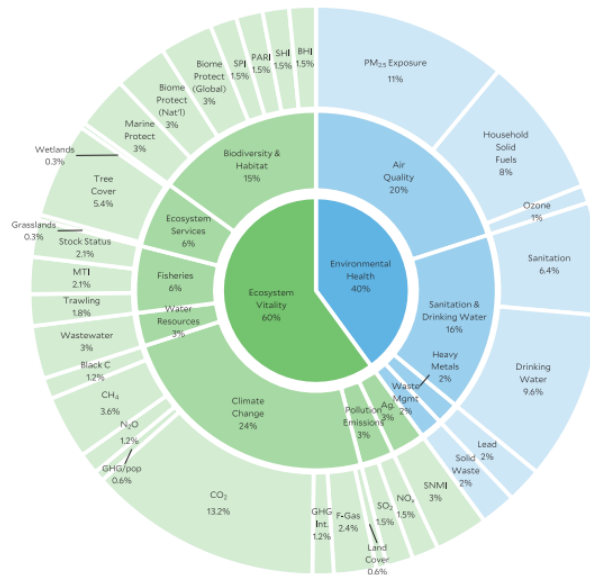 Environmental
Health
40%
Ecosystem
Vitality
60%
Air
Quality
20%
Sanitation &
Drinking Water
16%
Heavy
Metals
2%
Waste
Mgmt
2%
Ag.
3%
Pollution
Emissions
3%
Climate
Change
24%
Water
Resources
3%
Fisheries
6%
Ecosystem
Services
6%
Biodiversity &
Habitat
15%
PM2.5 Exposure
11%
Household
Solid
Fuels
8%
Ozone
1%
Sanitation
6.4%
Drinking
Water
9.6%
Lead
2%
Solid
Waste
2%
SNMI
3%
NOx
1.5%
SO2
1.5%
Land
Cover
0.6%
F-Gas
2.4%
GHG
Int.
1.2%
CO2
13.2%
GHG/pop
0.6%
N2O
1.2%
CH4
3.6%
Black C
1.2%
Wastewater
3%
Trawling
1.8%
MTI
2.1%
Stock Status
2.1%
Grasslands
0.3%
Tree
Cover
5.4%
Wetlands
0.3%
Marine
Protect
3%
Biome
Protect
(Nat'l)
3%
Biome
Protect
(Global)
3%
SPI
1.5%
PARI
1.5%
SHI
1.5%
BHI
1.5%